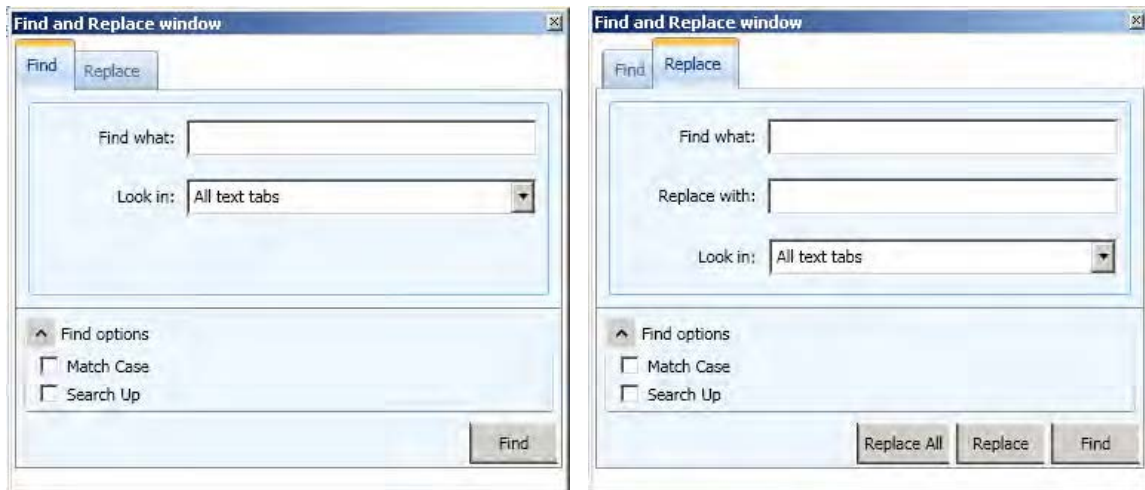 Find and Replace window
Find Replace
Find what:
Look in: All text tabs
Find options
Match Case
Search Up
Find
Find and Replace window
Find Replace
Find what:
Replace with:
Look in: All text tabs
Find options
Match Case
Search Up
Replace All Replace Find